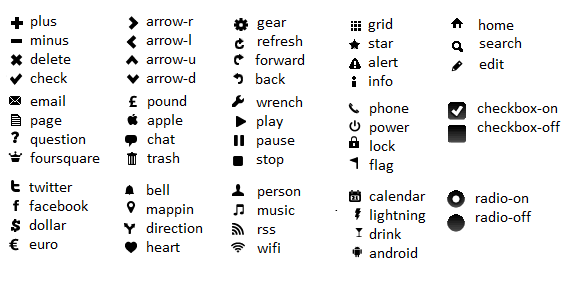 plus
minus
delete
check
email
page
question
foursquare
twitter
facebook
dollar
euro
arrow-r
arrow-l
arrow-u
arrow-d
pound
apple
chat
trash
bell
mappin
direction
heart
gear
refresh
forward
back
wrench
play
pause
stop
person
music
rss
wifi
grid
star
alert
info
phone
power
lock
flag
calendar
lightning
drink
android
home
search
edit
checkbox-on
checkbox-off
radio-on
radio-off